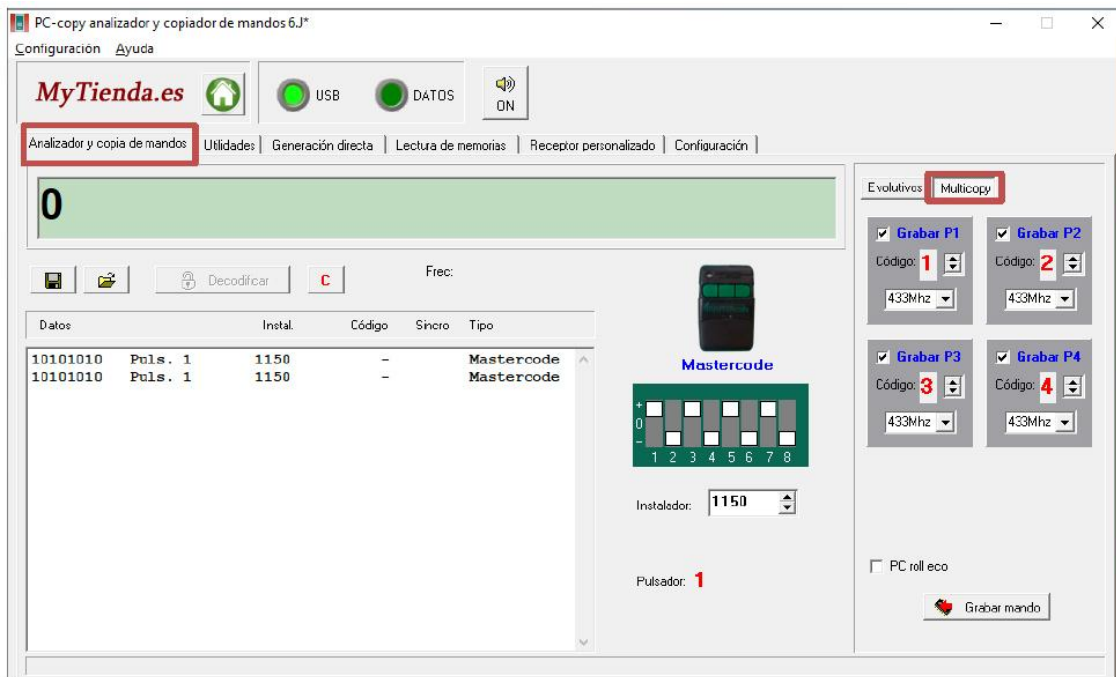 PC-copy analizador y copiador de mandos 6.J*
Configuración Ayuda
MyTienda.es
USB
DATOS
ON
Analizador y copia de mandos
Utilidades
Generación directa
Lectura de memorias
Receptor personalizado
Configuración
0
Decodificar
C
Frec:
Datos Instal. Código Sincro Tipo
10101010 Puls. 1 1150 - Mastercode
10101010 Puls. 1 1150 - Mastercode
Mastercode
+
0
-
1 2 3 4 5 6 7 8
Instalador: 1150
Pulsador: 1
Evolutivos Multicopy
Grabar P1
Código: 1
433Mhz
Grabar P2
Código: 2
433Mhz
Grabar P3
Código: 3
433Mhz
Grabar P4
Código: 4
433Mhz
PC roll eco
Grabar mando